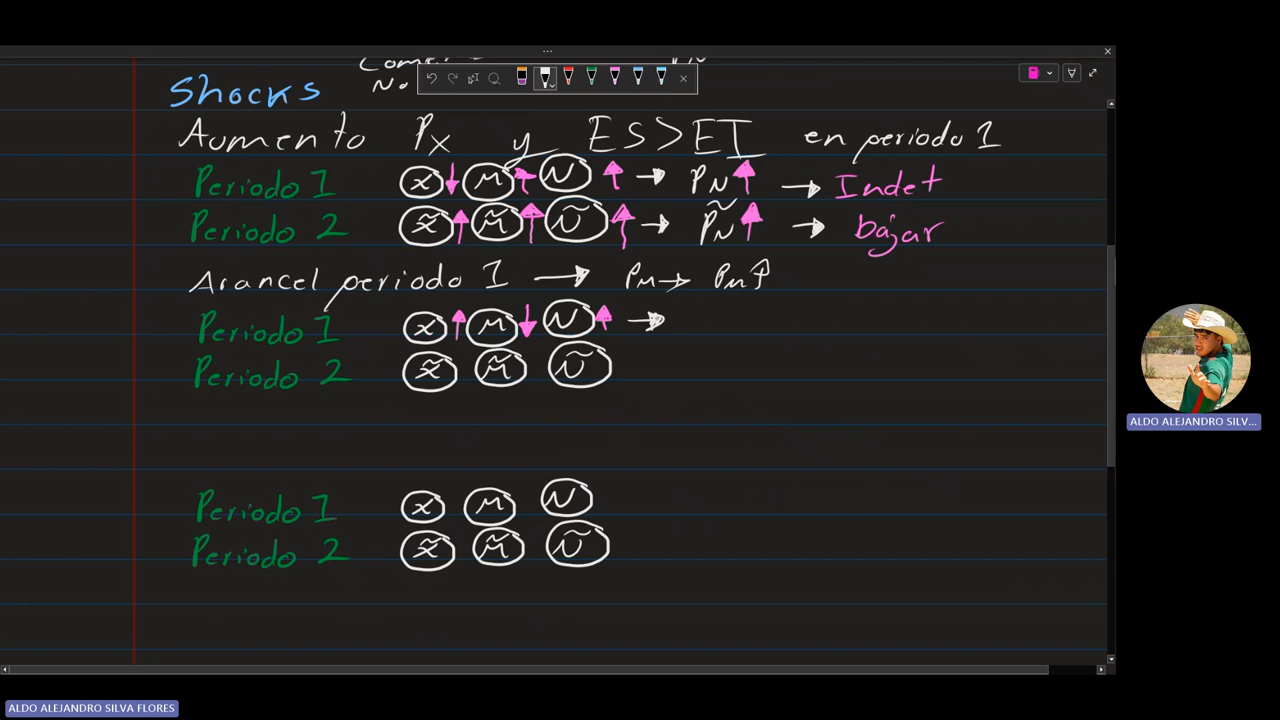 Shocks
Aumento Px y ES>EI en periodo 1
Periodo 1 X ↓ M ↑ N ↑ → PN ↑ → Indet
Periodo 2 X̃ ↑ M̃ ↑ Ñ ↑ → P̃N ↑ → bajar
Arancel periodo 1 → PM → PM ↑
Periodo 1 X ↑ M ↓ N ↑ →
Periodo 2 X̃ M̃ Ñ
Periodo 1 X M N
Periodo 2 X̃ M̃ Ñ
ALDO ALEJANDRO SILV...
ALDO ALEJANDRO SILVA FLORES